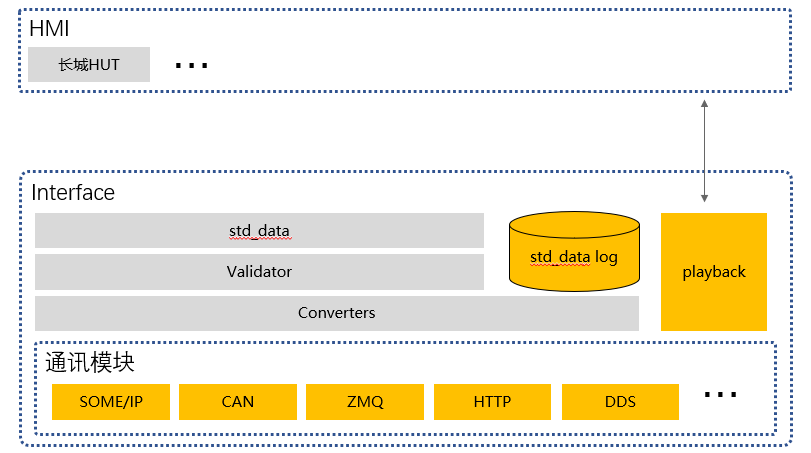 HMI
长城HUT
...
Interface
std_data
std_data log
playback
Validator
Converters
通讯模块
SOME/IP
CAN
ZMQ
HTTP
DDS
...